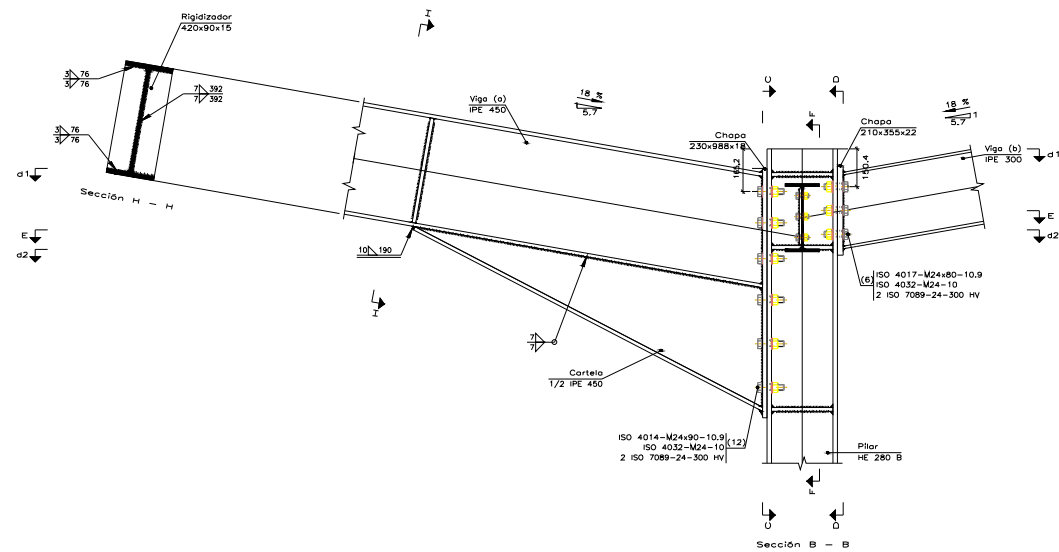 Rigidizador
420x90x15
3 76
3 76
7 392
7 392
3 76
3 76
Sección H - H
d1
E
d2
I
I
Viga (a)
IPE 450
18 %
5,7
10 190
7
7
Cartela
1/2 IPE 450
C
D
F
Chapa
230x988x18
165,2
150,4
Chapa
210x355x22
18 %
5,7 1
Viga (b)
IPE 300
d1
E
d2
(6)
ISO 4017-M24x80-10.9
ISO 4032-M24-10
2 ISO 7089-24-300 HV
ISO 4014-M24x90-10.9
ISO 4032-M24-10
2 ISO 7089-24-300 HV
(12)
Pilar
HE 280 B
F
C
D
Sección B - B